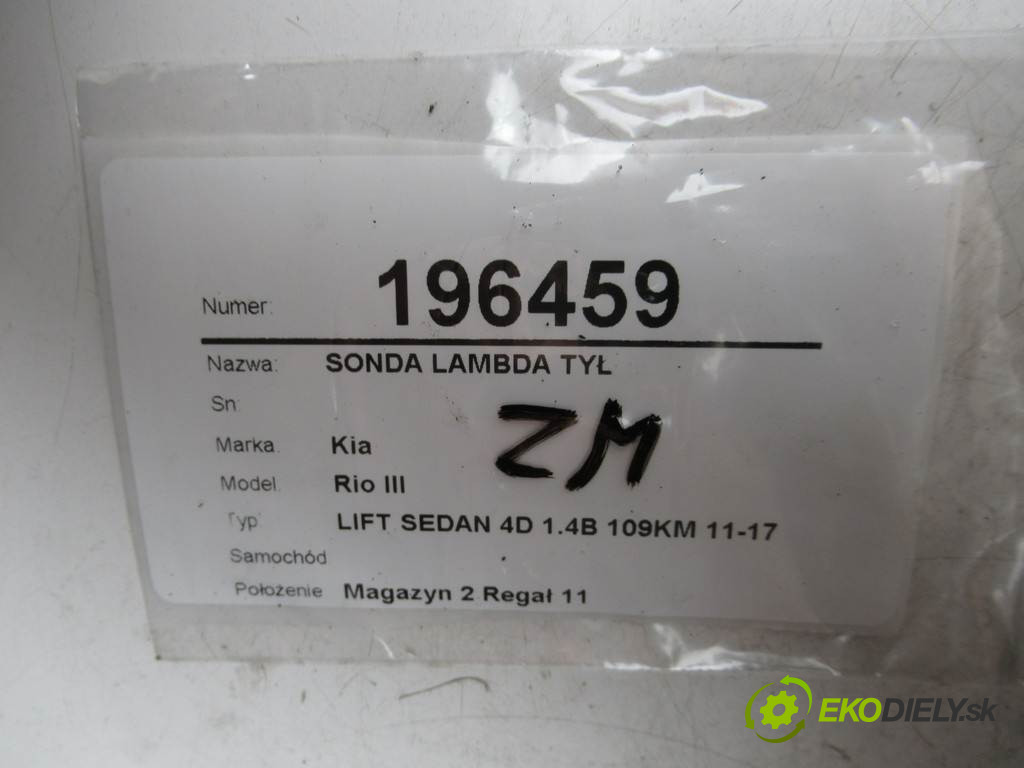 Numer: 196459
Nazwa: SONDA LAMBDA TYŁ
Sn:
ZM
Marka: Kia
Model: Rio III
Typ: LIFT SEDAN 4D 1.4B 109KM 11-17
Samochód
Położenie Magazyn 2 Regał 11
EKODIELY.sk